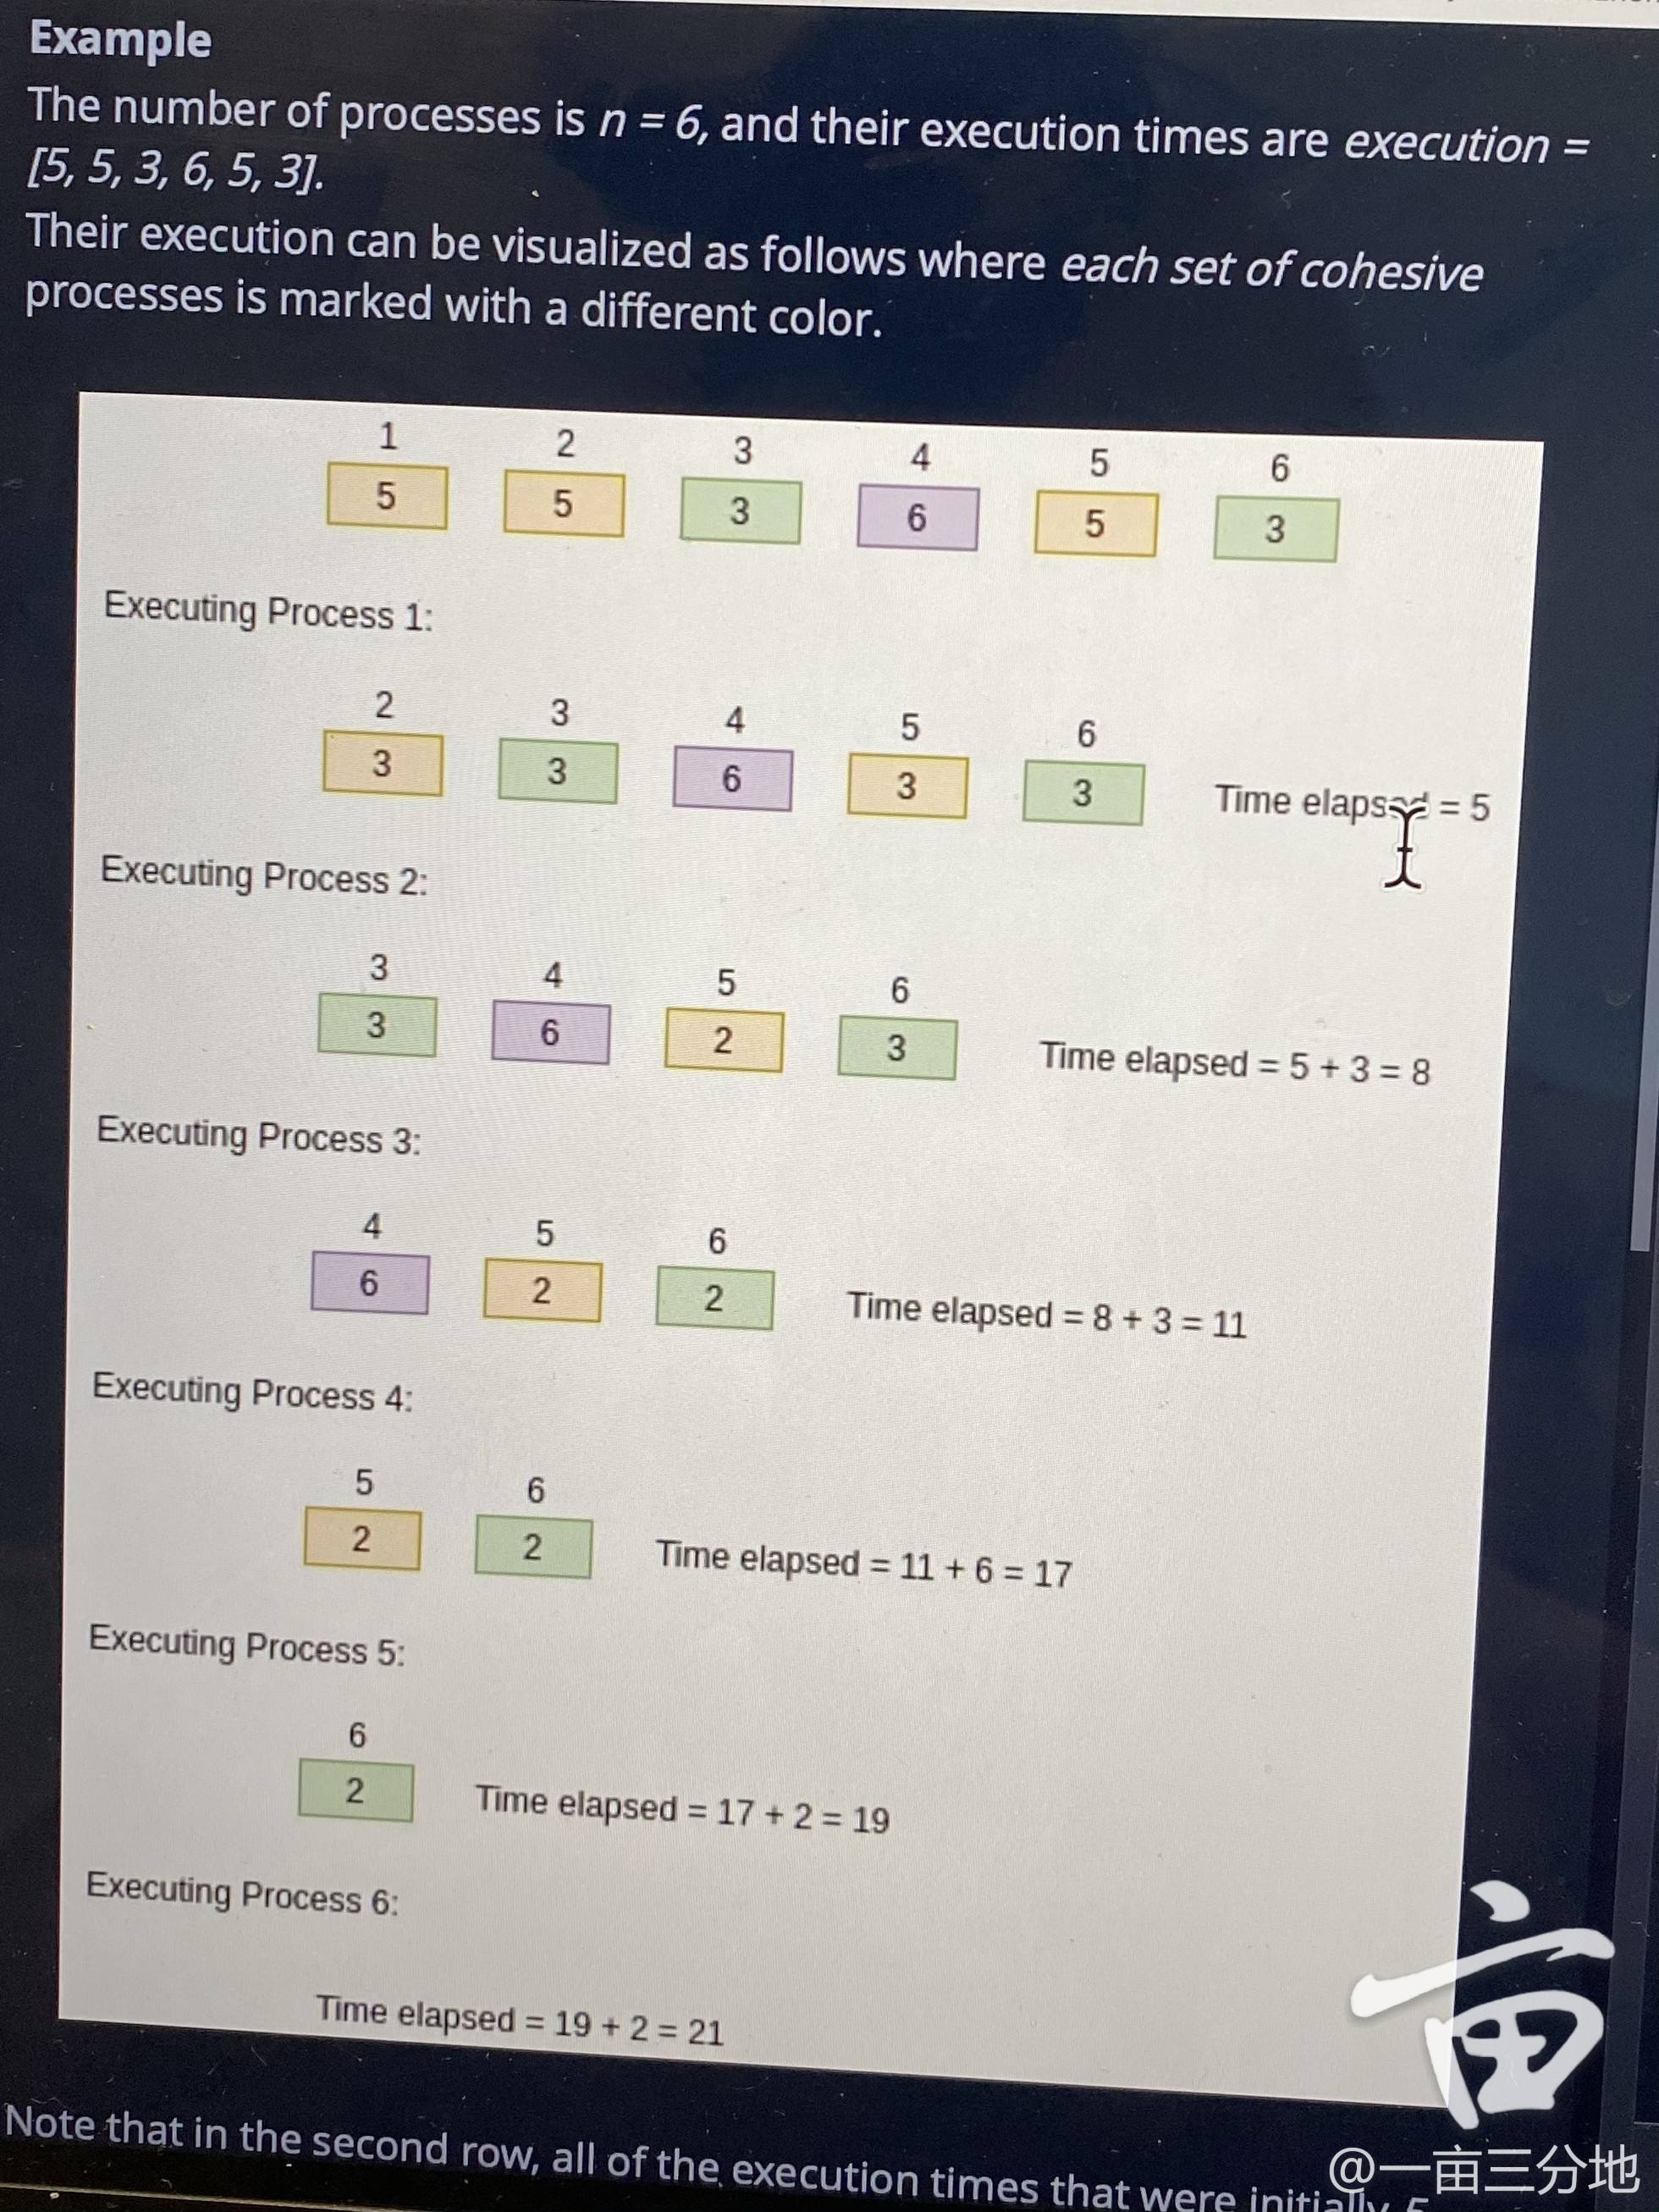 Example
The number of processes is n = 6, and their execution times are execution =
[5, 5, 3, 6, 5, 3].
Their execution can be visualized as follows where each set of cohesive
processes is marked with a different color.
1 2 3 4 5 6
5 5 3 6 5 3
Executing Process 1:
2 3 4 5 6
3 3 6 3 3 Time elapsed = 5
Executing Process 2:
3 4 5 6
3 6 2 3 Time elapsed = 5 + 3 = 8
Executing Process 3:
4 5 6
6 2 2 Time elapsed = 8 + 3 = 11
Executing Process 4:
5 6
2 2 Time elapsed = 11 + 6 = 17
Executing Process 5:
6
2 Time elapsed = 17 + 2 = 19
Executing Process 6:
Time elapsed = 19 + 2 = 21
亩
Note that in the second row, all of the execution times that were initially 5
@一亩三分地